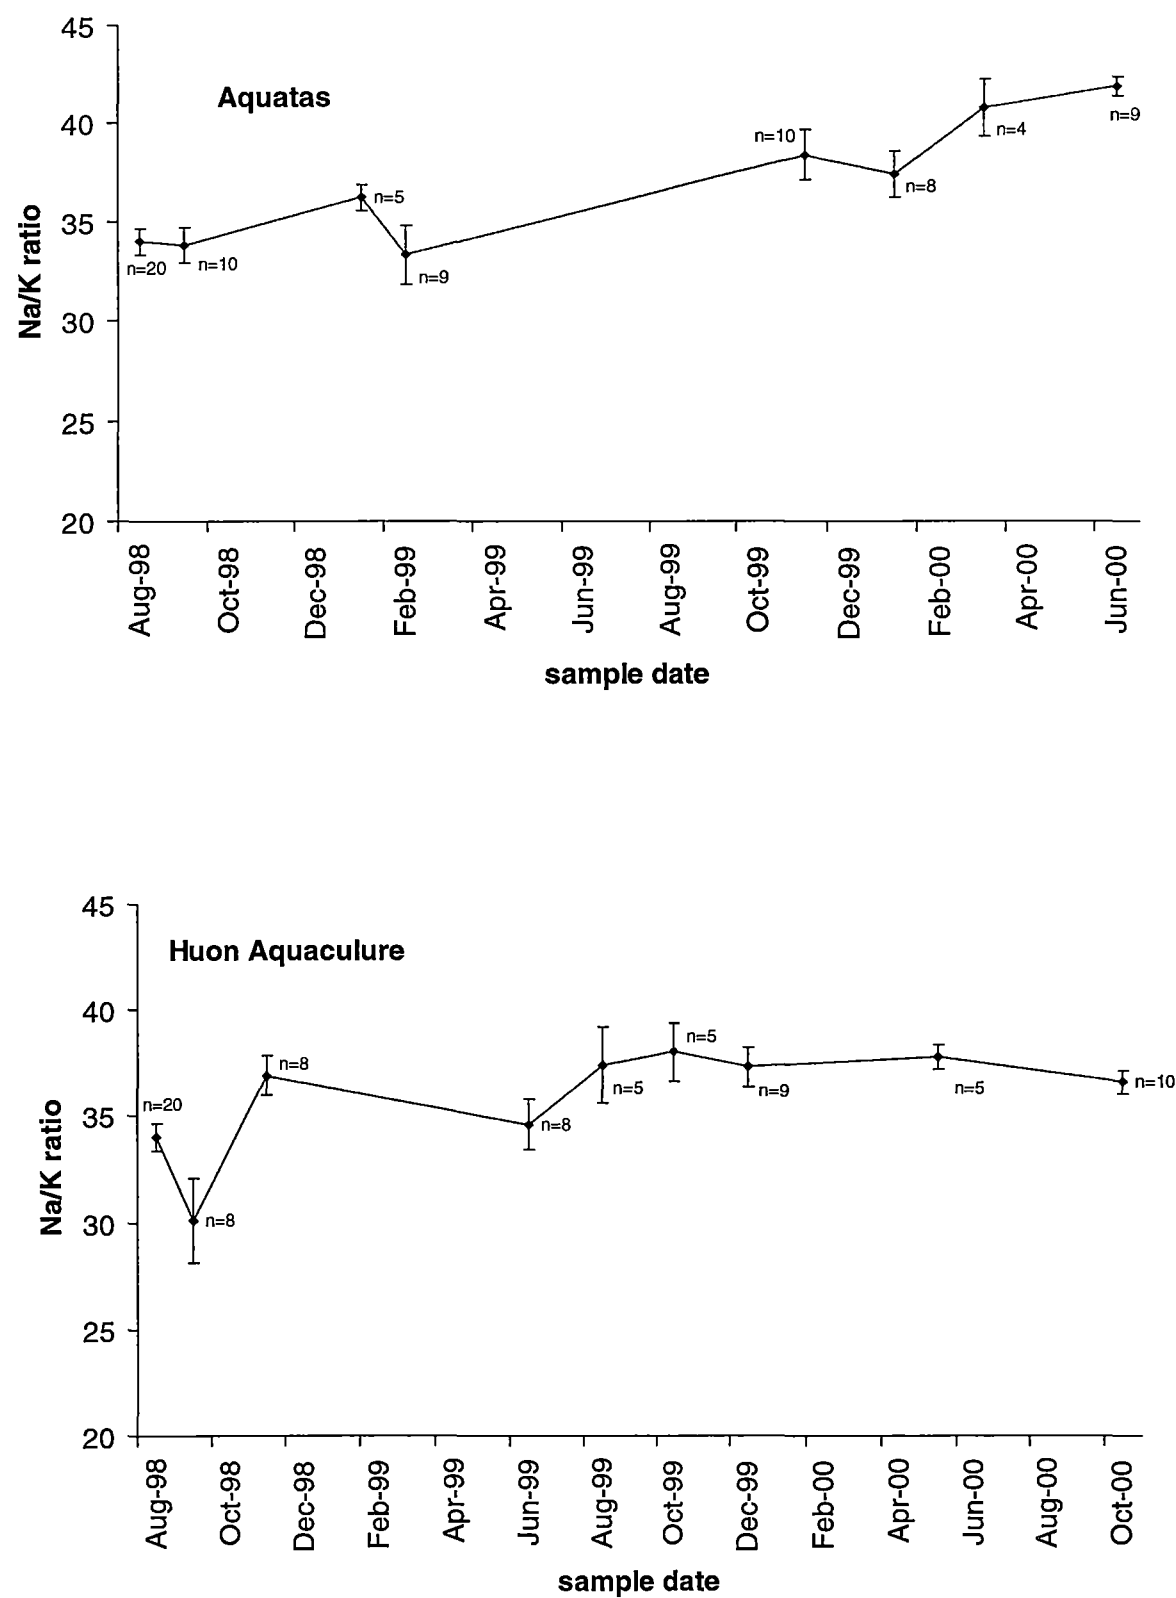 45
Aquatas
40
35
30
25
20
Na/K ratio
n=20
n=10
n=5
n=9
n=10
n=8
n=4
n=9
Aug-98
Oct-98
Dec-98
Feb-99
Apr-99
Jun-99
Aug-99
Oct-99
Dec-99
Feb-00
Apr-00
Jun-00
sample date
45
Huon Aquaculure
40
35
30
25
20
Na/K ratio
n=20
n=8
n=8
n=8
n=5
n=5
n=9
n=5
n=10
Aug-98
Oct-98
Dec-98
Feb-99
Apr-99
Jun-99
Aug-99
Oct-99
Dec-99
Feb-00
Apr-00
Jun-00
Aug-00
Oct-00
sample date